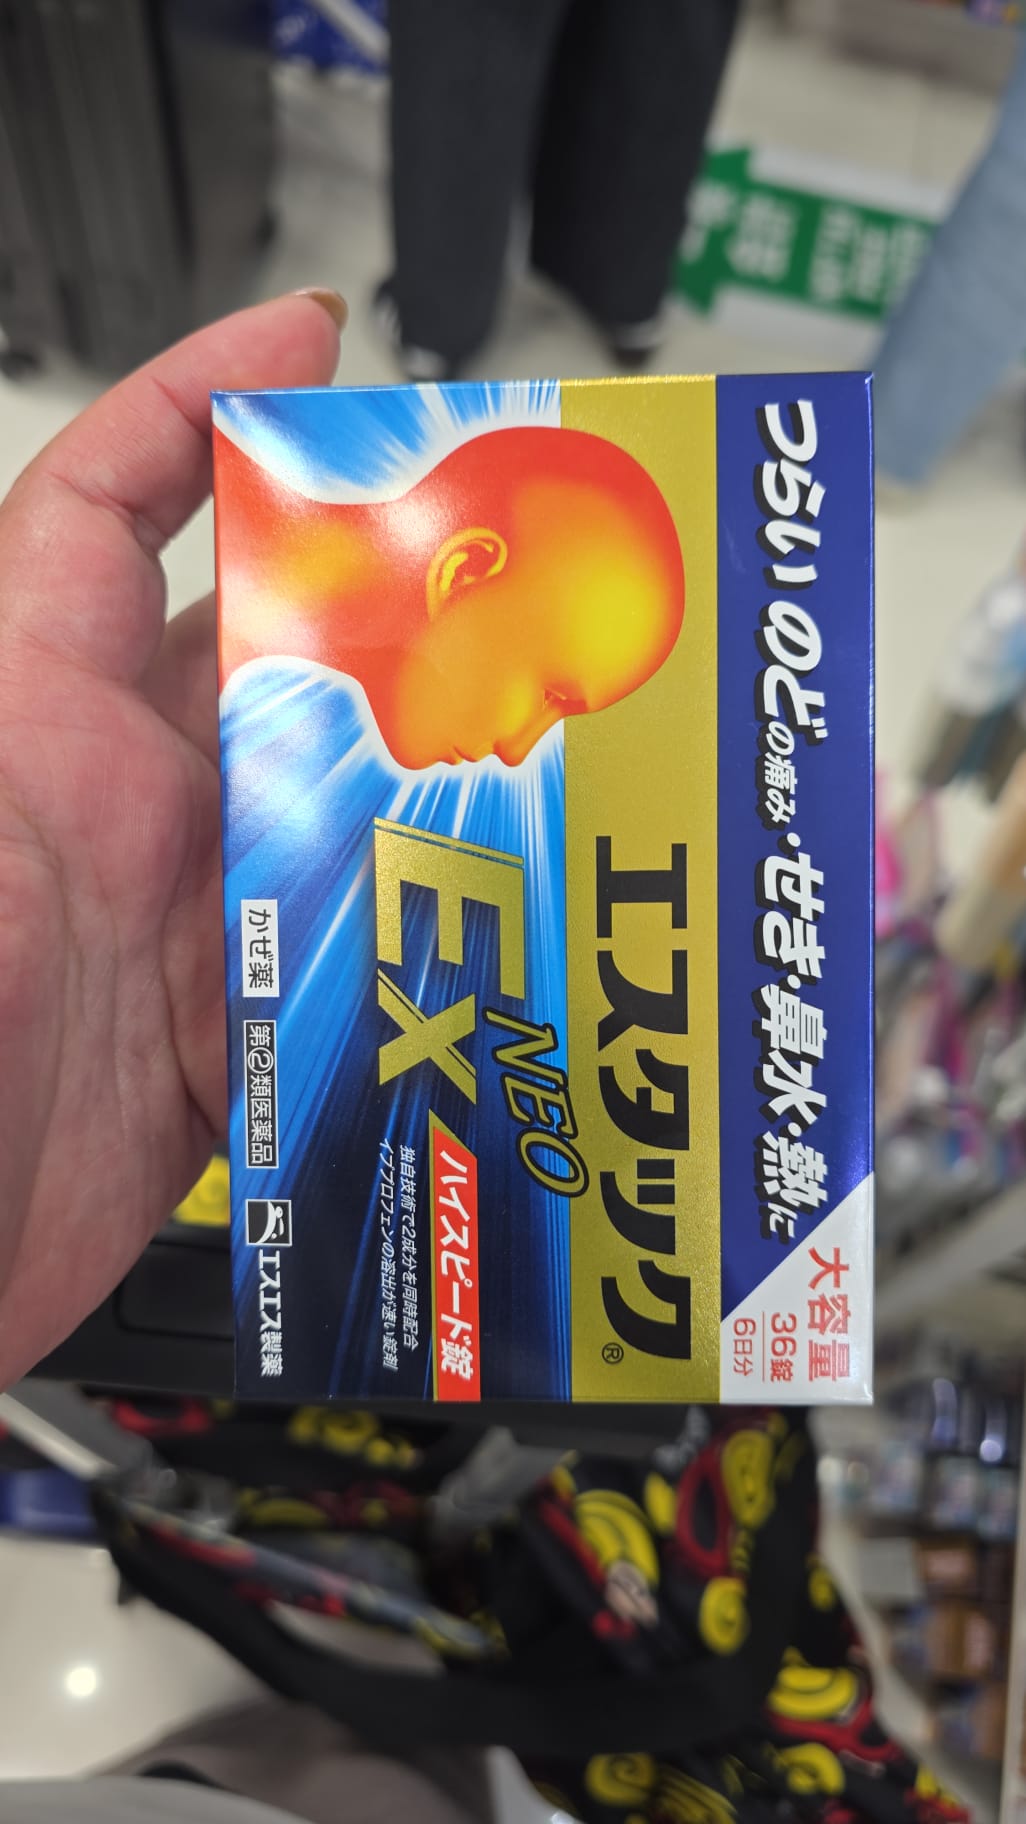 つらいのどの痛み・せき・鼻水・熱に
大容量
36錠
6日分
エスタック®
EX NEO
ハイスピード錠
独自技術で2成分を同時配合
イブプロフェンの溶出が速い錠剤
かぜ薬
第②類医薬品
エスエス製薬